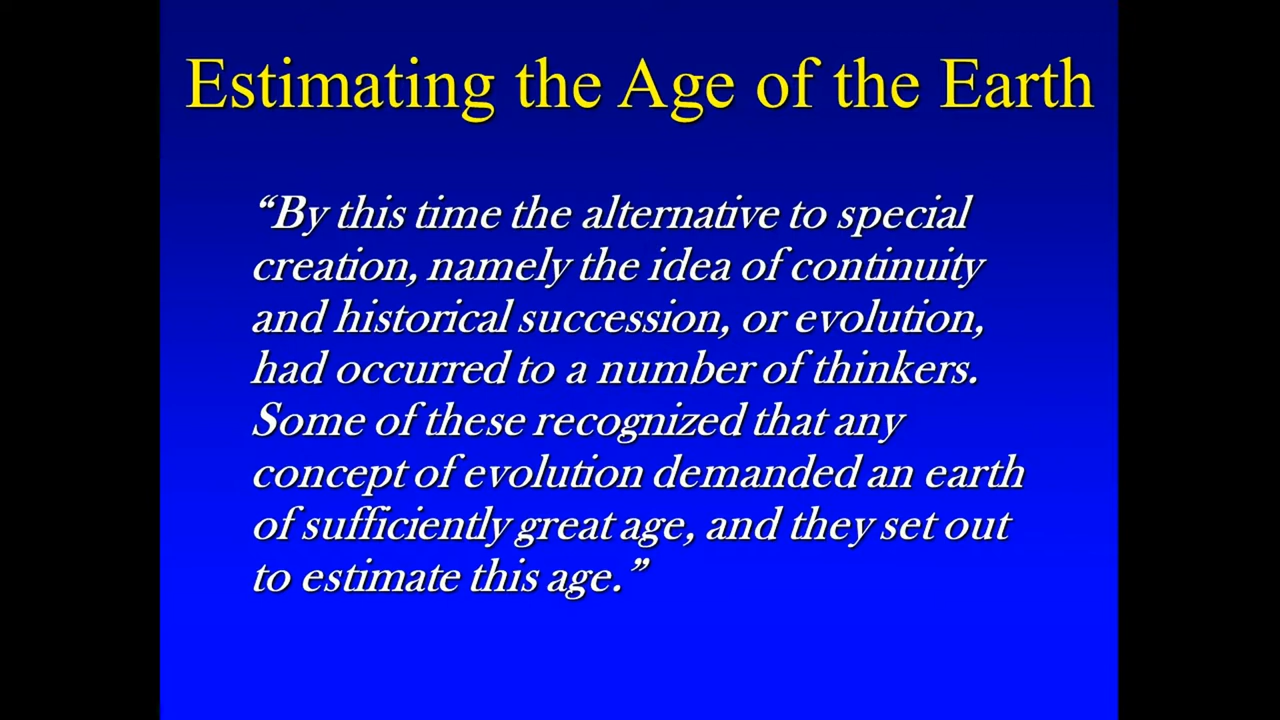 Estimating the Age of the Earth
“By this time the alternative to special
creation, namely the idea of continuity
and historical succession, or evolution,
had occurred to a number of thinkers.
Some of these recognized that any
concept of evolution demanded an earth
of sufficiently great age, and they set out
to estimate this age.”